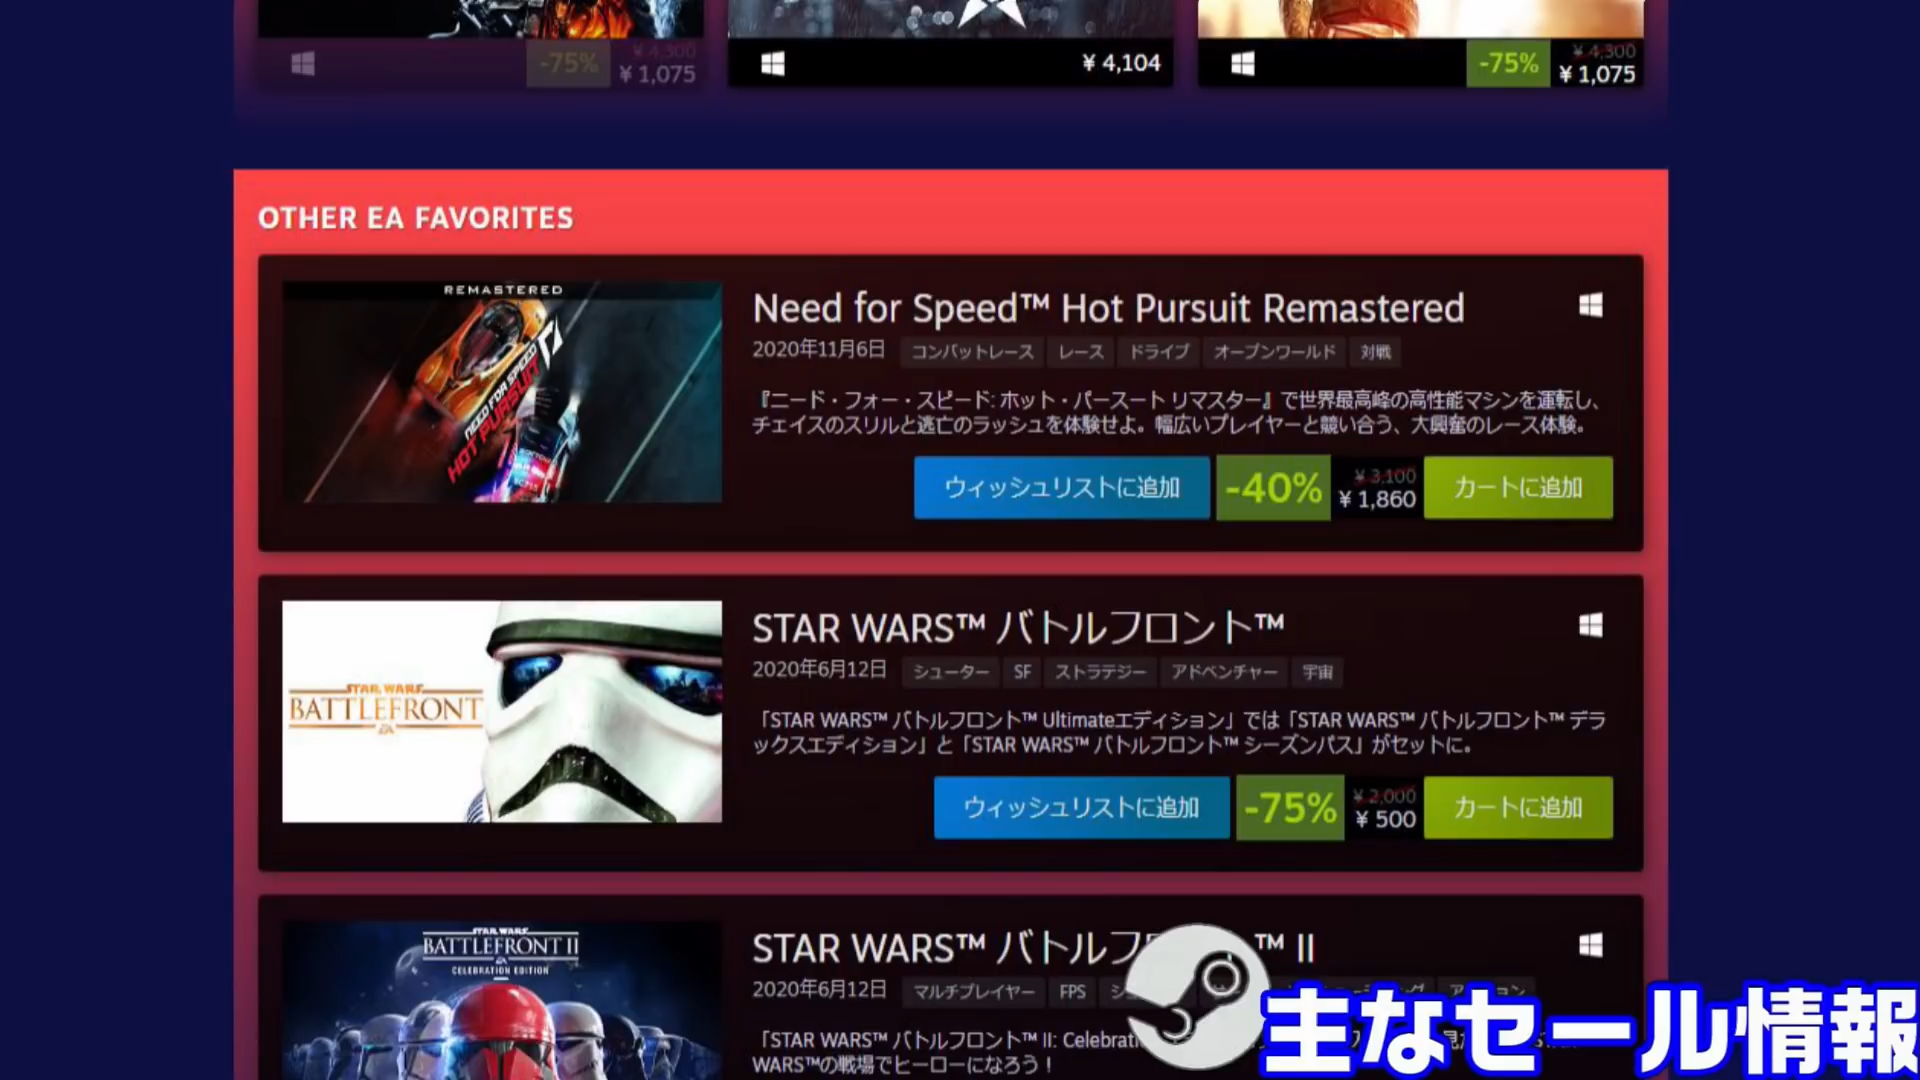 -75%
¥ 4,300
¥ 1,075
¥ 4,104
-75%
¥ 4,300
¥ 1,075
OTHER EA FAVORITES
REMASTERED
NEED FOR SPEED
HOT PURSUIT
Need for Speed™ Hot Pursuit Remastered
2020年11月6日 コンバットレース レース ドライブ オープンワールド 対戦
『ニード・フォー・スピード: ホット・パースート リマスター』で世界最高峰の高性能マシンを運転し、
チェイスのスリルと逃亡のラッシュを体験せよ。幅広いプレイヤーと競い合う、大興奮のレース体験。
ウィッシュリストに追加 -40% ¥ 3,100 ¥ 1,860 カートに追加
STAR WARS
BATTLEFRONT
EA
STAR WARS™ バトルフロント™
2020年6月12日 シューター SF ストラテジー アドベンチャー 宇宙
「STAR WARS™ バトルフロント™ Ultimateエディション」では「STAR WARS™ バトルフロント™ デラ
ックスエディション」と「STAR WARS™ バトルフロント™ シーズンパス」がセットに。
ウィッシュリストに追加 -75% ¥ 2,000 ¥ 500 カートに追加
STAR WARS
BATTLEFRONT II
EA
CELEBRATION EDITION
STAR WARS™ バトルフ ™ II
2020年6月12日 マルチプレイヤー FPS
「STAR WARS™ バトルフロント™ II:
WARS™の戦場でヒーローになろう！
主なセール情報